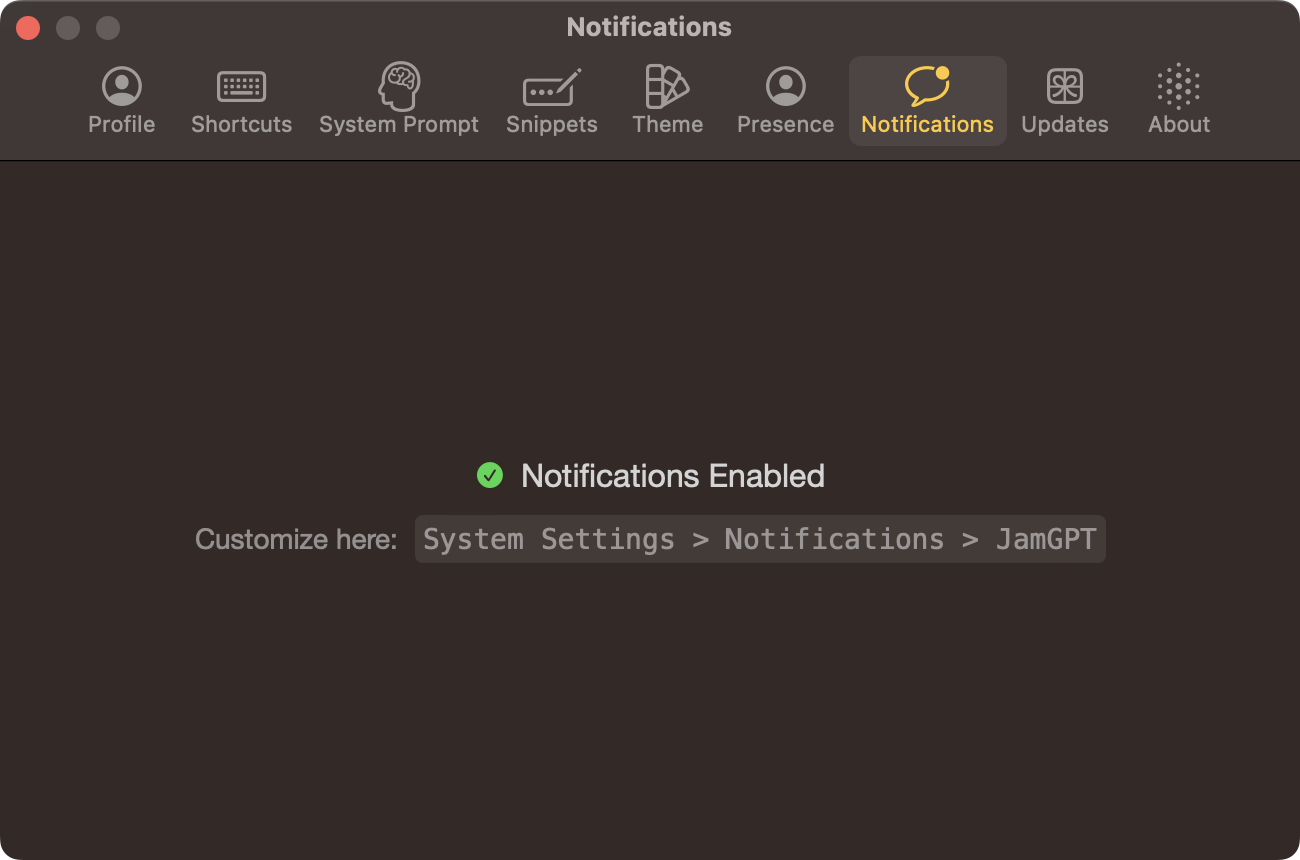 Notifications
Profile Shortcuts System Prompt Snippets Theme Presence Notifications Updates About
Notifications Enabled
Customize here: System Settings > Notifications > JamGPT